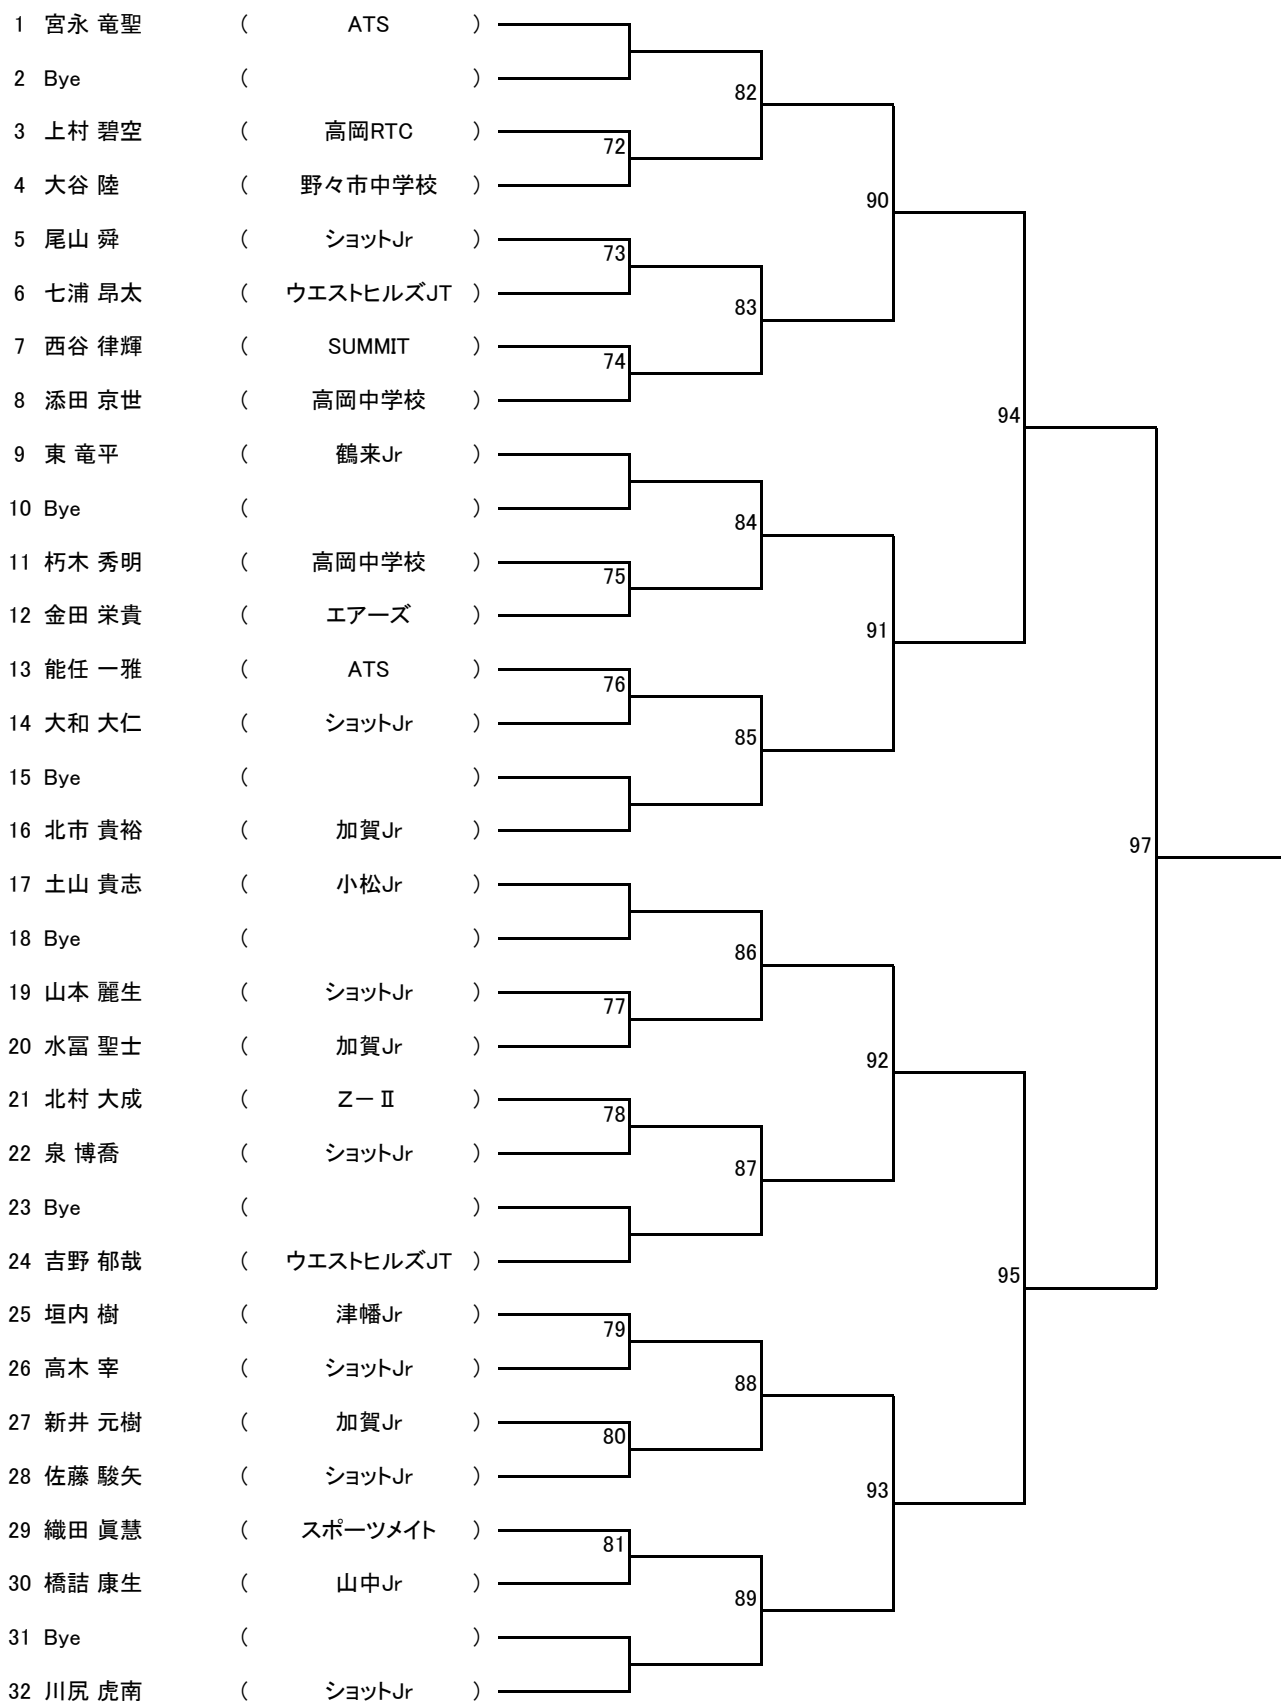 1 宮永 竜聖 ( ATS )
2 Bye ( )
82
3 上村 碧空 ( 高岡RTC )
72
4 大谷 陸 ( 野々市中学校 )
90
5 尾山 舜 ( ショットJr )
73
6 七浦 昂太 ( ウエストヒルズJT )
83
7 西谷 律輝 ( SUMMIT )
74
8 添田 京世 ( 高岡中学校 )
94
9 東 竜平 ( 鶴来Jr )
10 Bye ( )
84
11 朽木 秀明 ( 高岡中学校 )
75
12 金田 栄貴 ( エアーズ )
91
13 能任 一雅 ( ATS )
76
14 大和 大仁 ( ショットJr )
85
15 Bye ( )
16 北市 貴裕 ( 加賀Jr )
97
17 土山 貴志 ( 小松Jr )
18 Bye ( )
86
19 山本 麗生 ( ショットJr )
77
20 水冨 聖士 ( 加賀Jr )
92
21 北村 大成 ( Z－Ⅱ )
78
22 泉 博喬 ( ショットJr )
87
23 Bye ( )
24 吉野 郁哉 ( ウエストヒルズJT )
95
25 垣内 樹 ( 津幡Jr )
79
26 高木 宰 ( ショットJr )
88
27 新井 元樹 ( 加賀Jr )
80
28 佐藤 駿矢 ( ショットJr )
93
29 織田 眞慧 ( スポーツメイト )
81
30 橋詰 康生 ( 山中Jr )
89
31 Bye ( )
32 川尻 虎南 ( ショットJr )